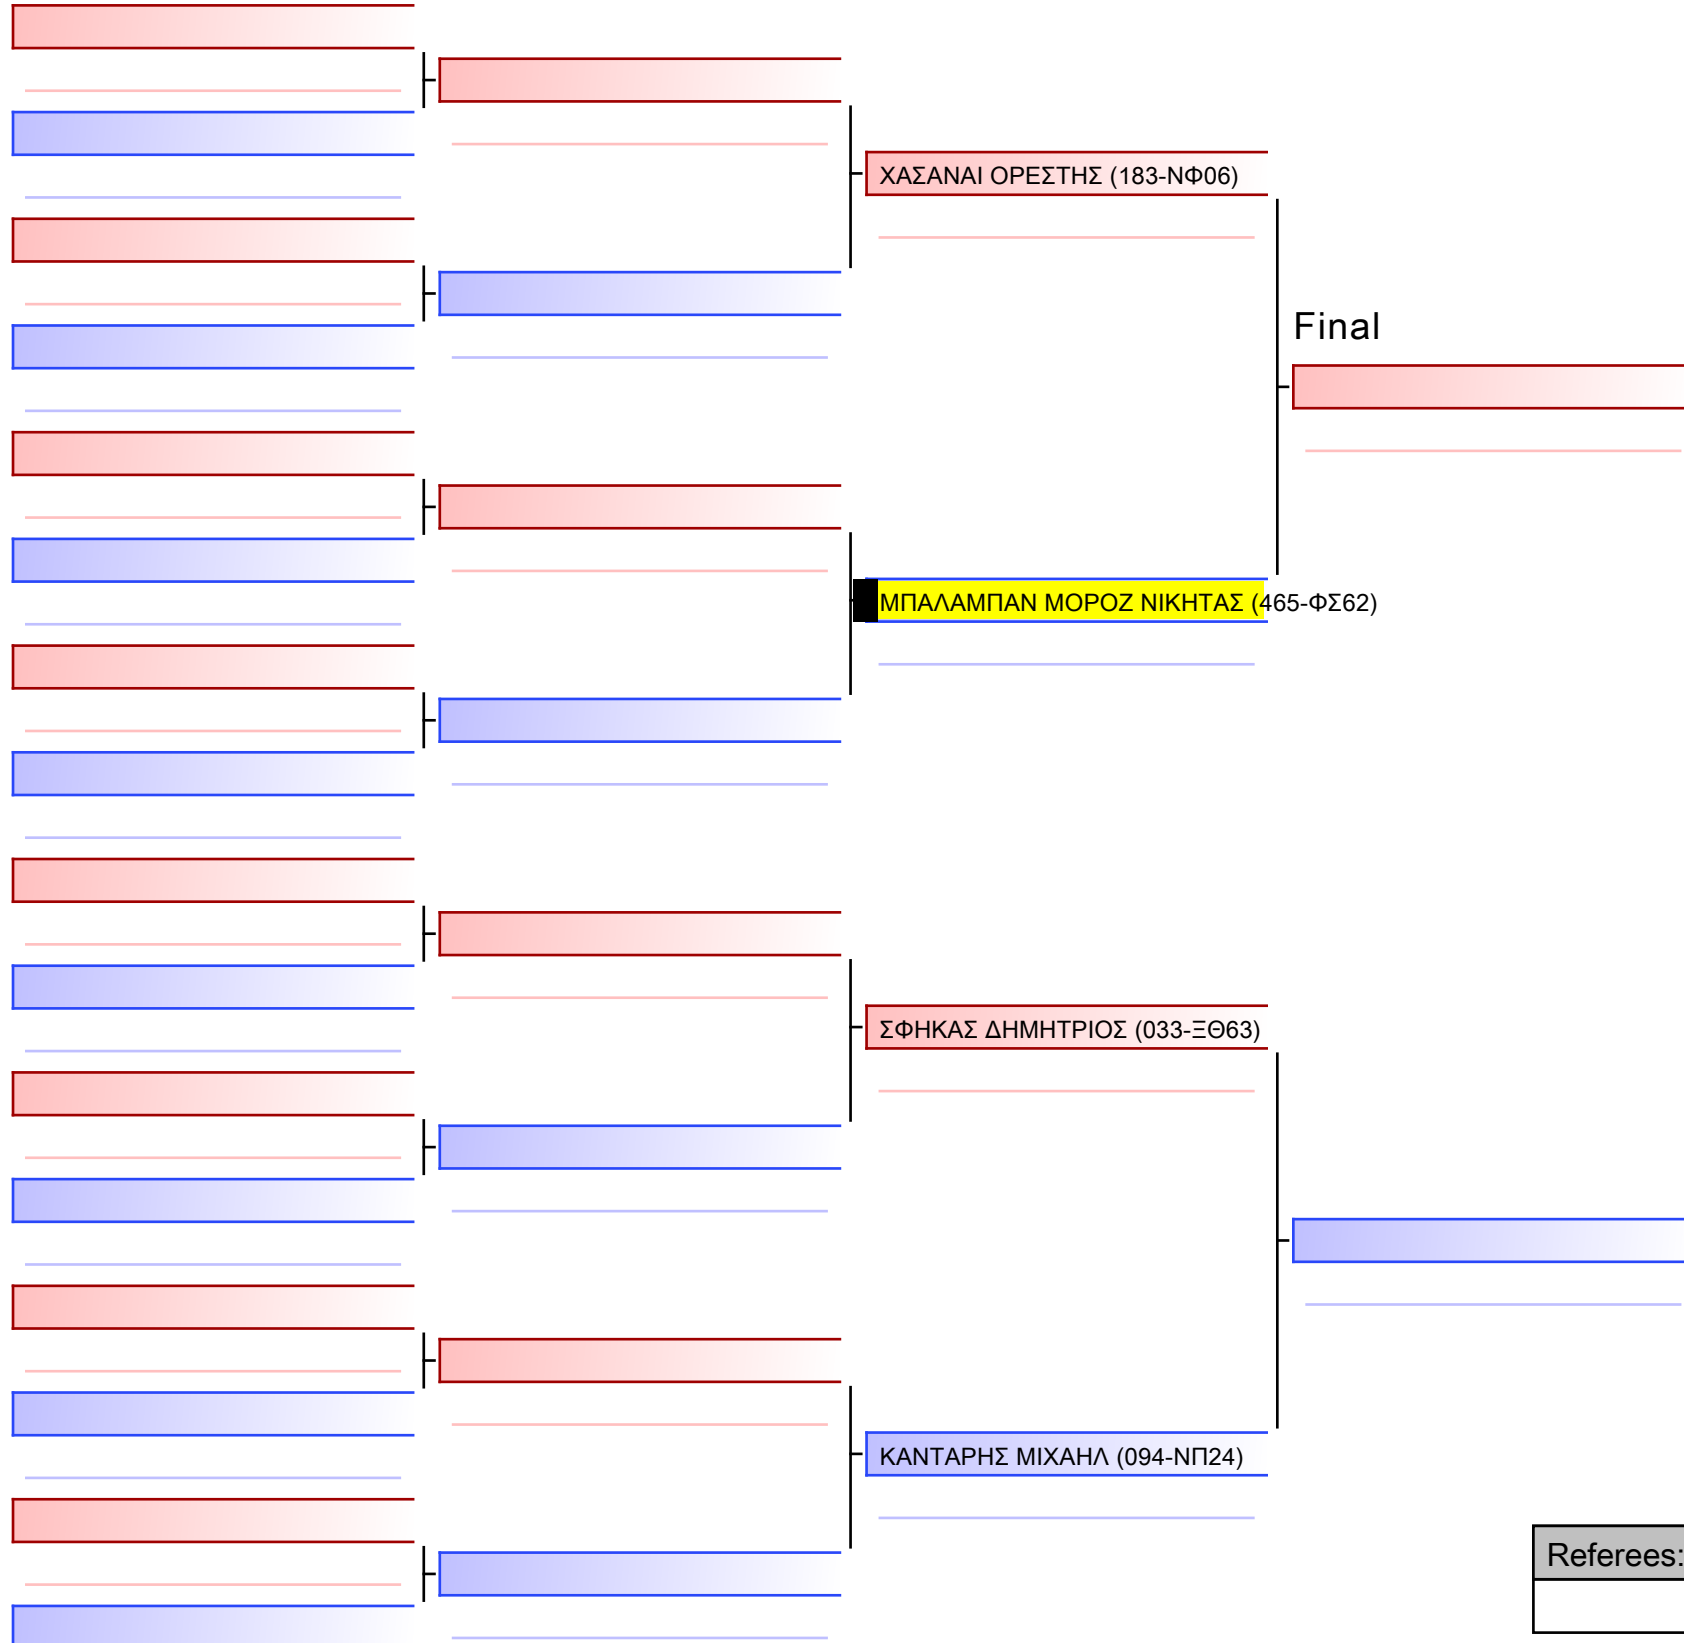 ΧΑΣΑΝΑΙ ΟΡΕΣΤΗΣ (183-ΝΦ06)
Final
ΜΠΑΛΑΜΠΑΝ ΜΟΡΟΖ ΝΙΚΗΤΑΣ (465-ΦΣ62)
ΣΦΗΚΑΣ ΔΗΜΗΤΡΙΟΣ (033-ΞΘ63)
ΚΑΝΤΑΡΗΣ ΜΙΧΑΗΛ (094-ΝΠ24)
Referees: